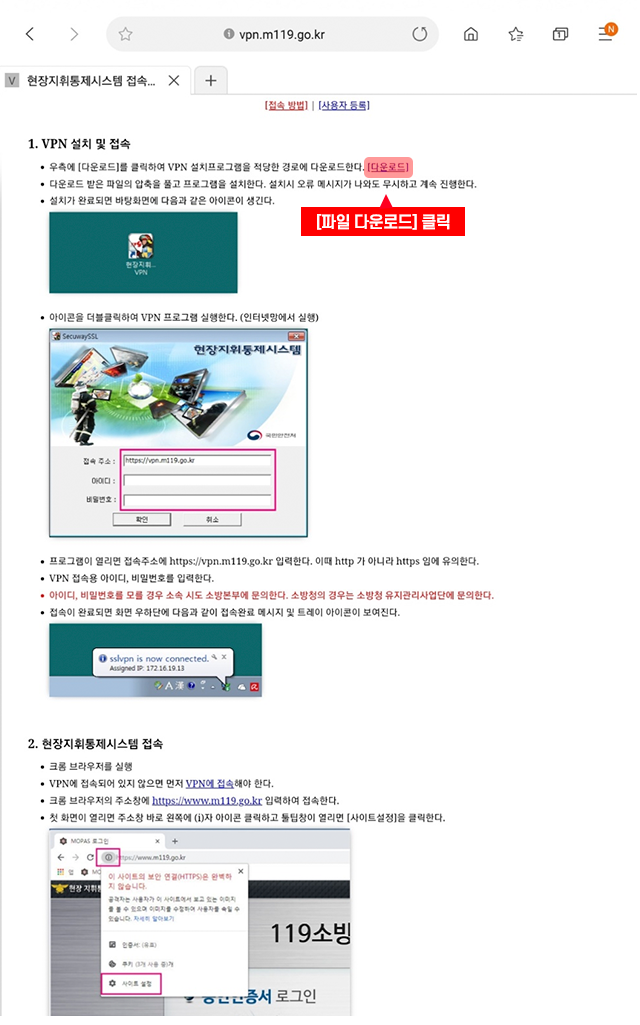 vpn.m119.go.kr
N
1
V 현장지휘통제시스템 접속...
[접속 방법] | [사용자 등록]
1. VPN 설치 및 접속
우측에 [다운로드]를 클릭하여 VPN 설치프로그램을 적당한 경로에 다운로드한다. [다운로드]
다운로드 받은 파일의 압축을 풀고 프로그램을 설치한다. 설치시 오류 메시지가 나와도 무시하고 계속 진행한다.
설치가 완료되면 바탕화면에 다음과 같은 아이콘이 생긴다.
[파일 다운로드] 클릭
현장지휘...
VPN
아이콘을 더블클릭하여 VPN 프로그램 실행한다. (인터넷망에서 실행)
SecuwaySSL
현장지휘통제시스템
국민안전처
접속 주소 : https://vpn.m119.go.kr
아이디 :
비밀번호 :
확인 취소
프로그램이 열리면 접속주소에 https://vpn.m119.go.kr 입력한다. 이때 http 가 아니라 https 임에 유의한다.
VPN 접속용 아이디, 비밀번호를 입력한다.
아이디, 비밀번호를 모를 경우 소속 시도 소방본부에 문의한다. 소방청의 경우는 소방청 유지관리사업단에 문의한다.
접속이 완료되면 화면 우하단에 다음과 같이 접속완료 메시지 및 트레이 아이콘이 보여진다.
sslvpn is now connected.
Assigned IP: 172.16.19.13
A 漢
2. 현장지휘통제시스템 접속
크롬 브라우저를 실행
VPN에 접속되어 있지 않으면 먼저 VPN에 접속해야 한다.
크롬 브라우저의 주소창에 https://www.m119.go.kr 입력하여 접속한다.
첫 화면이 열리면 주소창 바로 왼쪽에 (i)자 아이콘 클릭하고 툴팁창이 열리면 [사이트설정]을 클릭한다.
MOPAS 로그인
https://www.m119.go.kr
앱 MO
이 사이트의 보안 연결(HTTPS)은 완벽하
지 않습니다.
현장 지휘
공격자는 사용자가 이 사이트에서 보고 있는 이미지
를 볼 수 있으며 이미지를 수정하여 사용자를 속일 수
있습니다. 자세히 알아보기
119소방
인증서: (유효)
쿠키 (3개 사용 중)개
사이트 설정
공인인증서 로그인